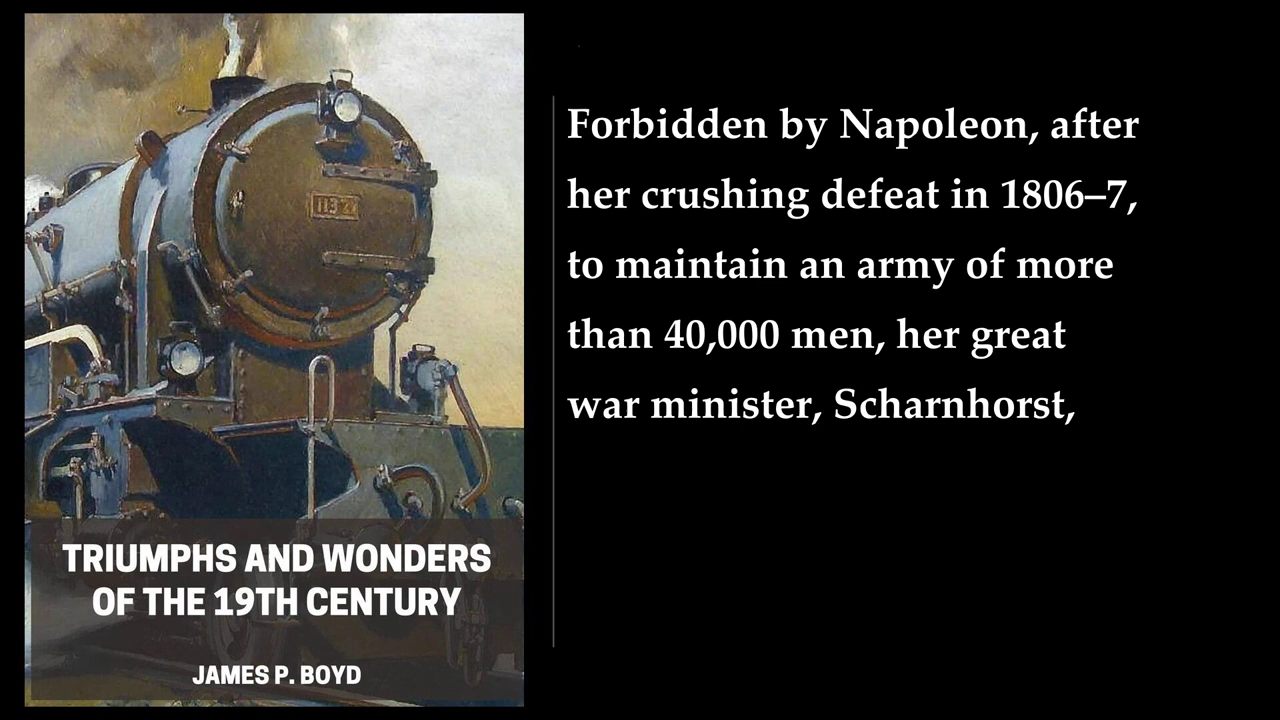 Forbidden by Napoleon, after
her crushing defeat in 1806–7,
to maintain an army of more
than 40,000 men, her great
war minister, Scharnhorst,
TRIUMPHS AND WONDERS
OF THE 19TH CENTURY
JAMES P. BOYD